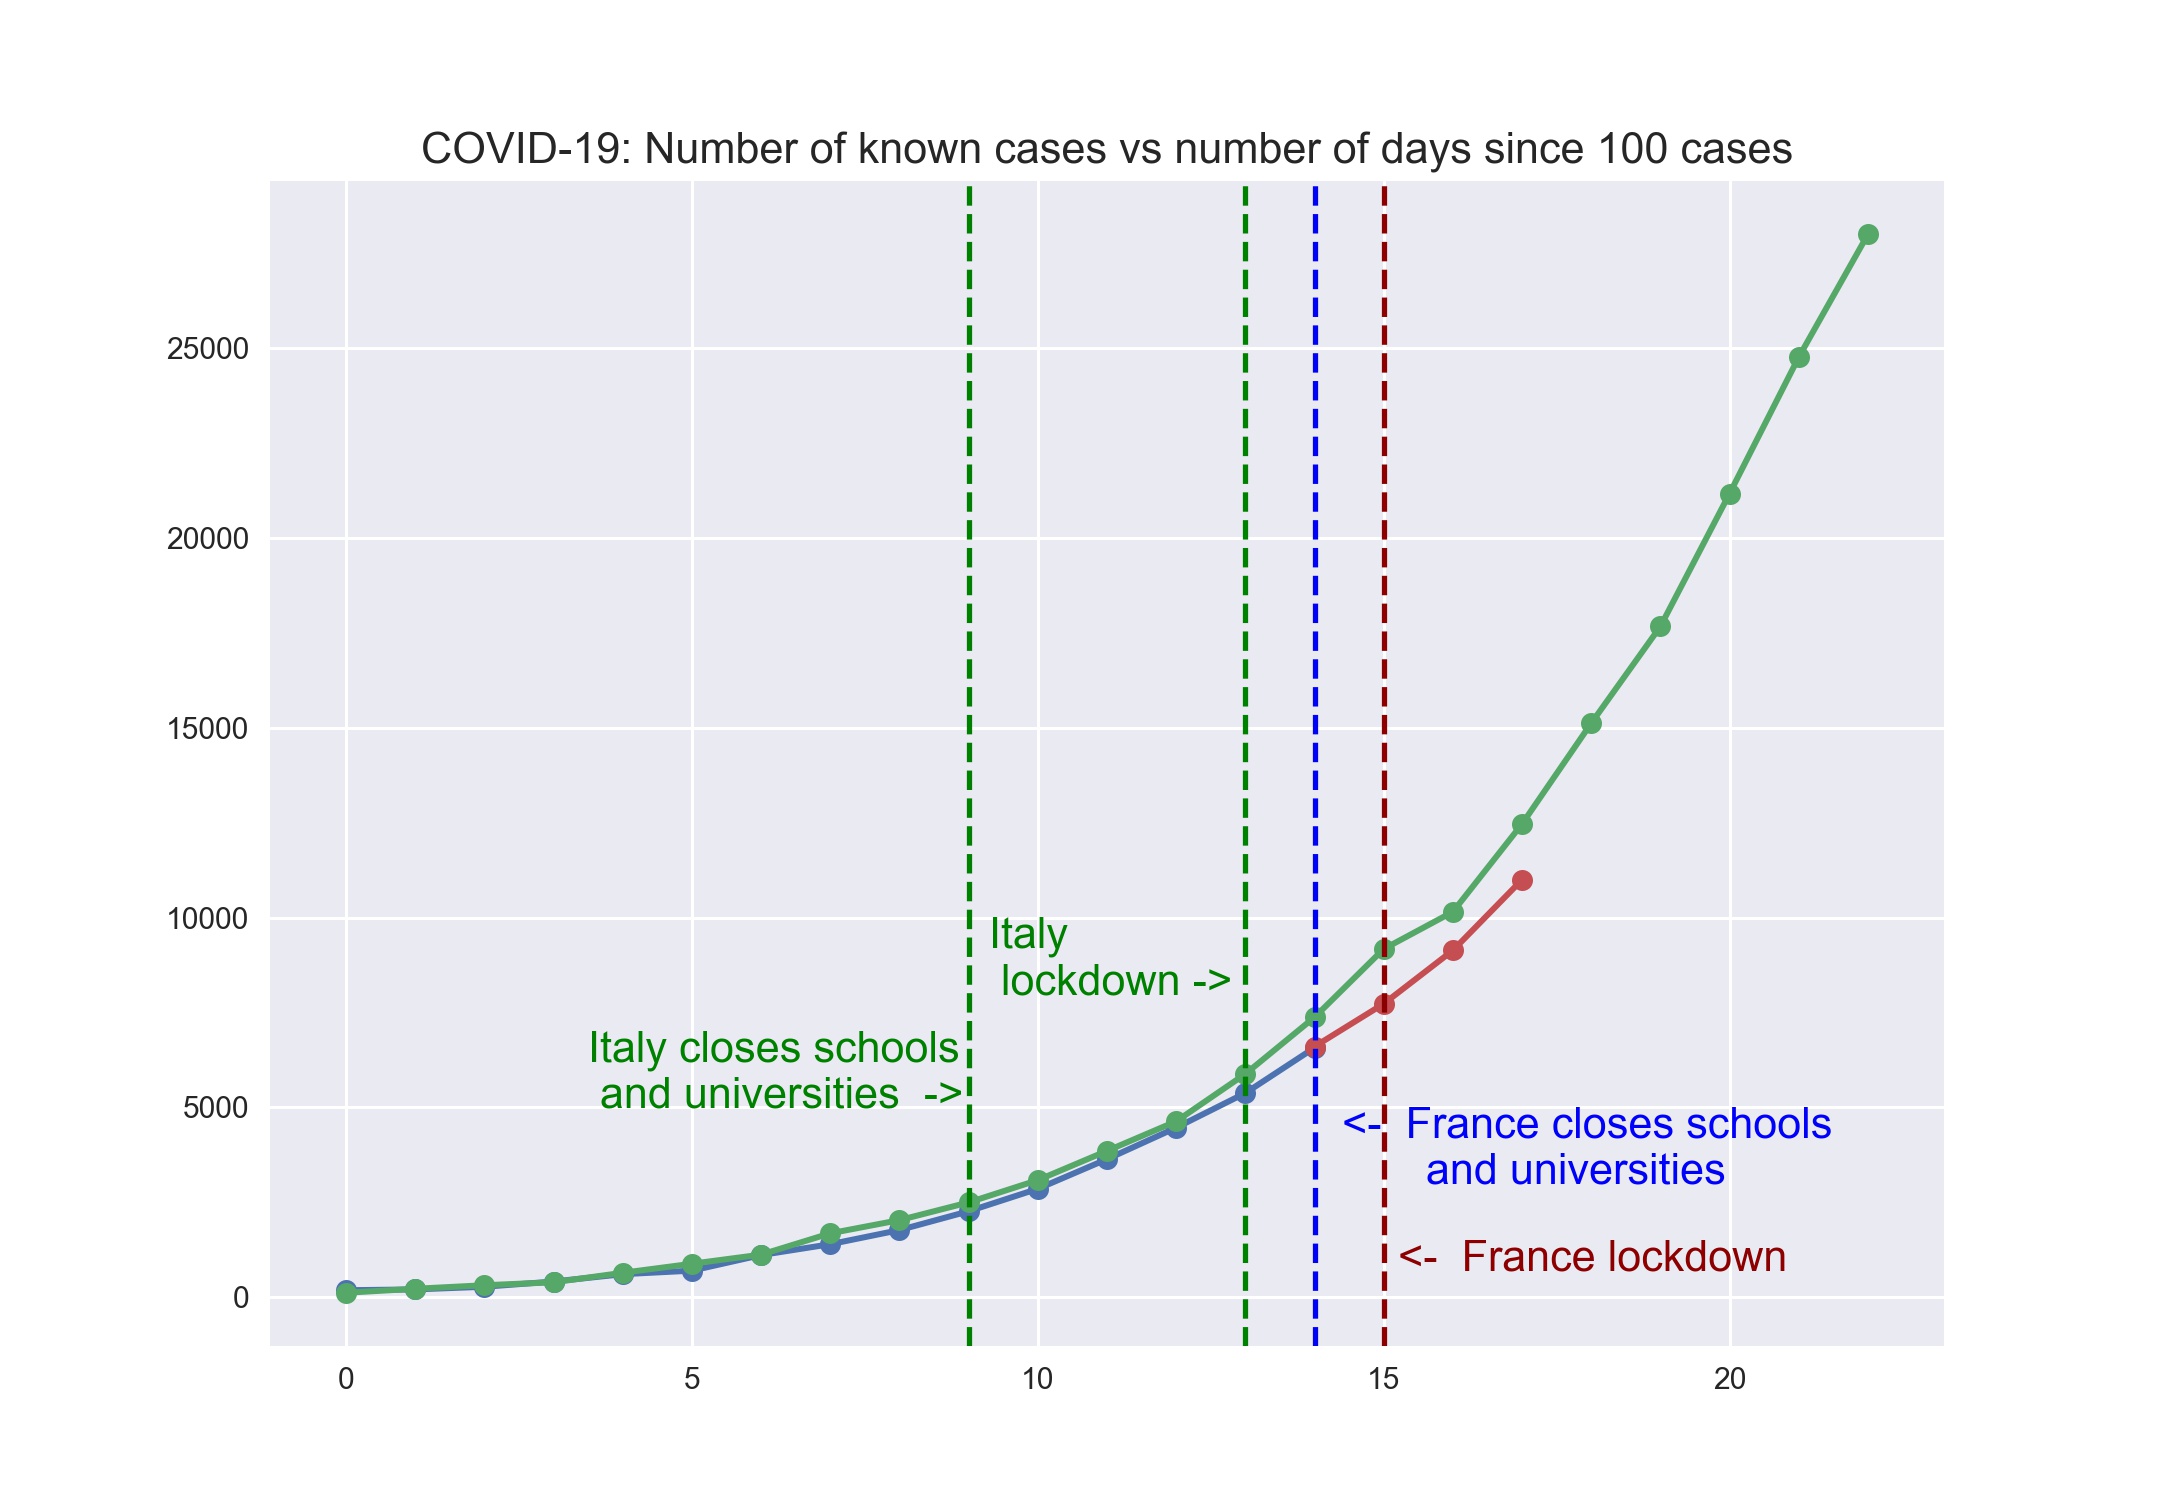 COVID-19: Number of known cases vs number of days since 100 cases
25000
20000
15000
10000
5000
0
Italy
lockdown ->
Italy closes schools
and universities ->
<- France closes schools
and universities
<- France lockdown
0 5 10 15 20